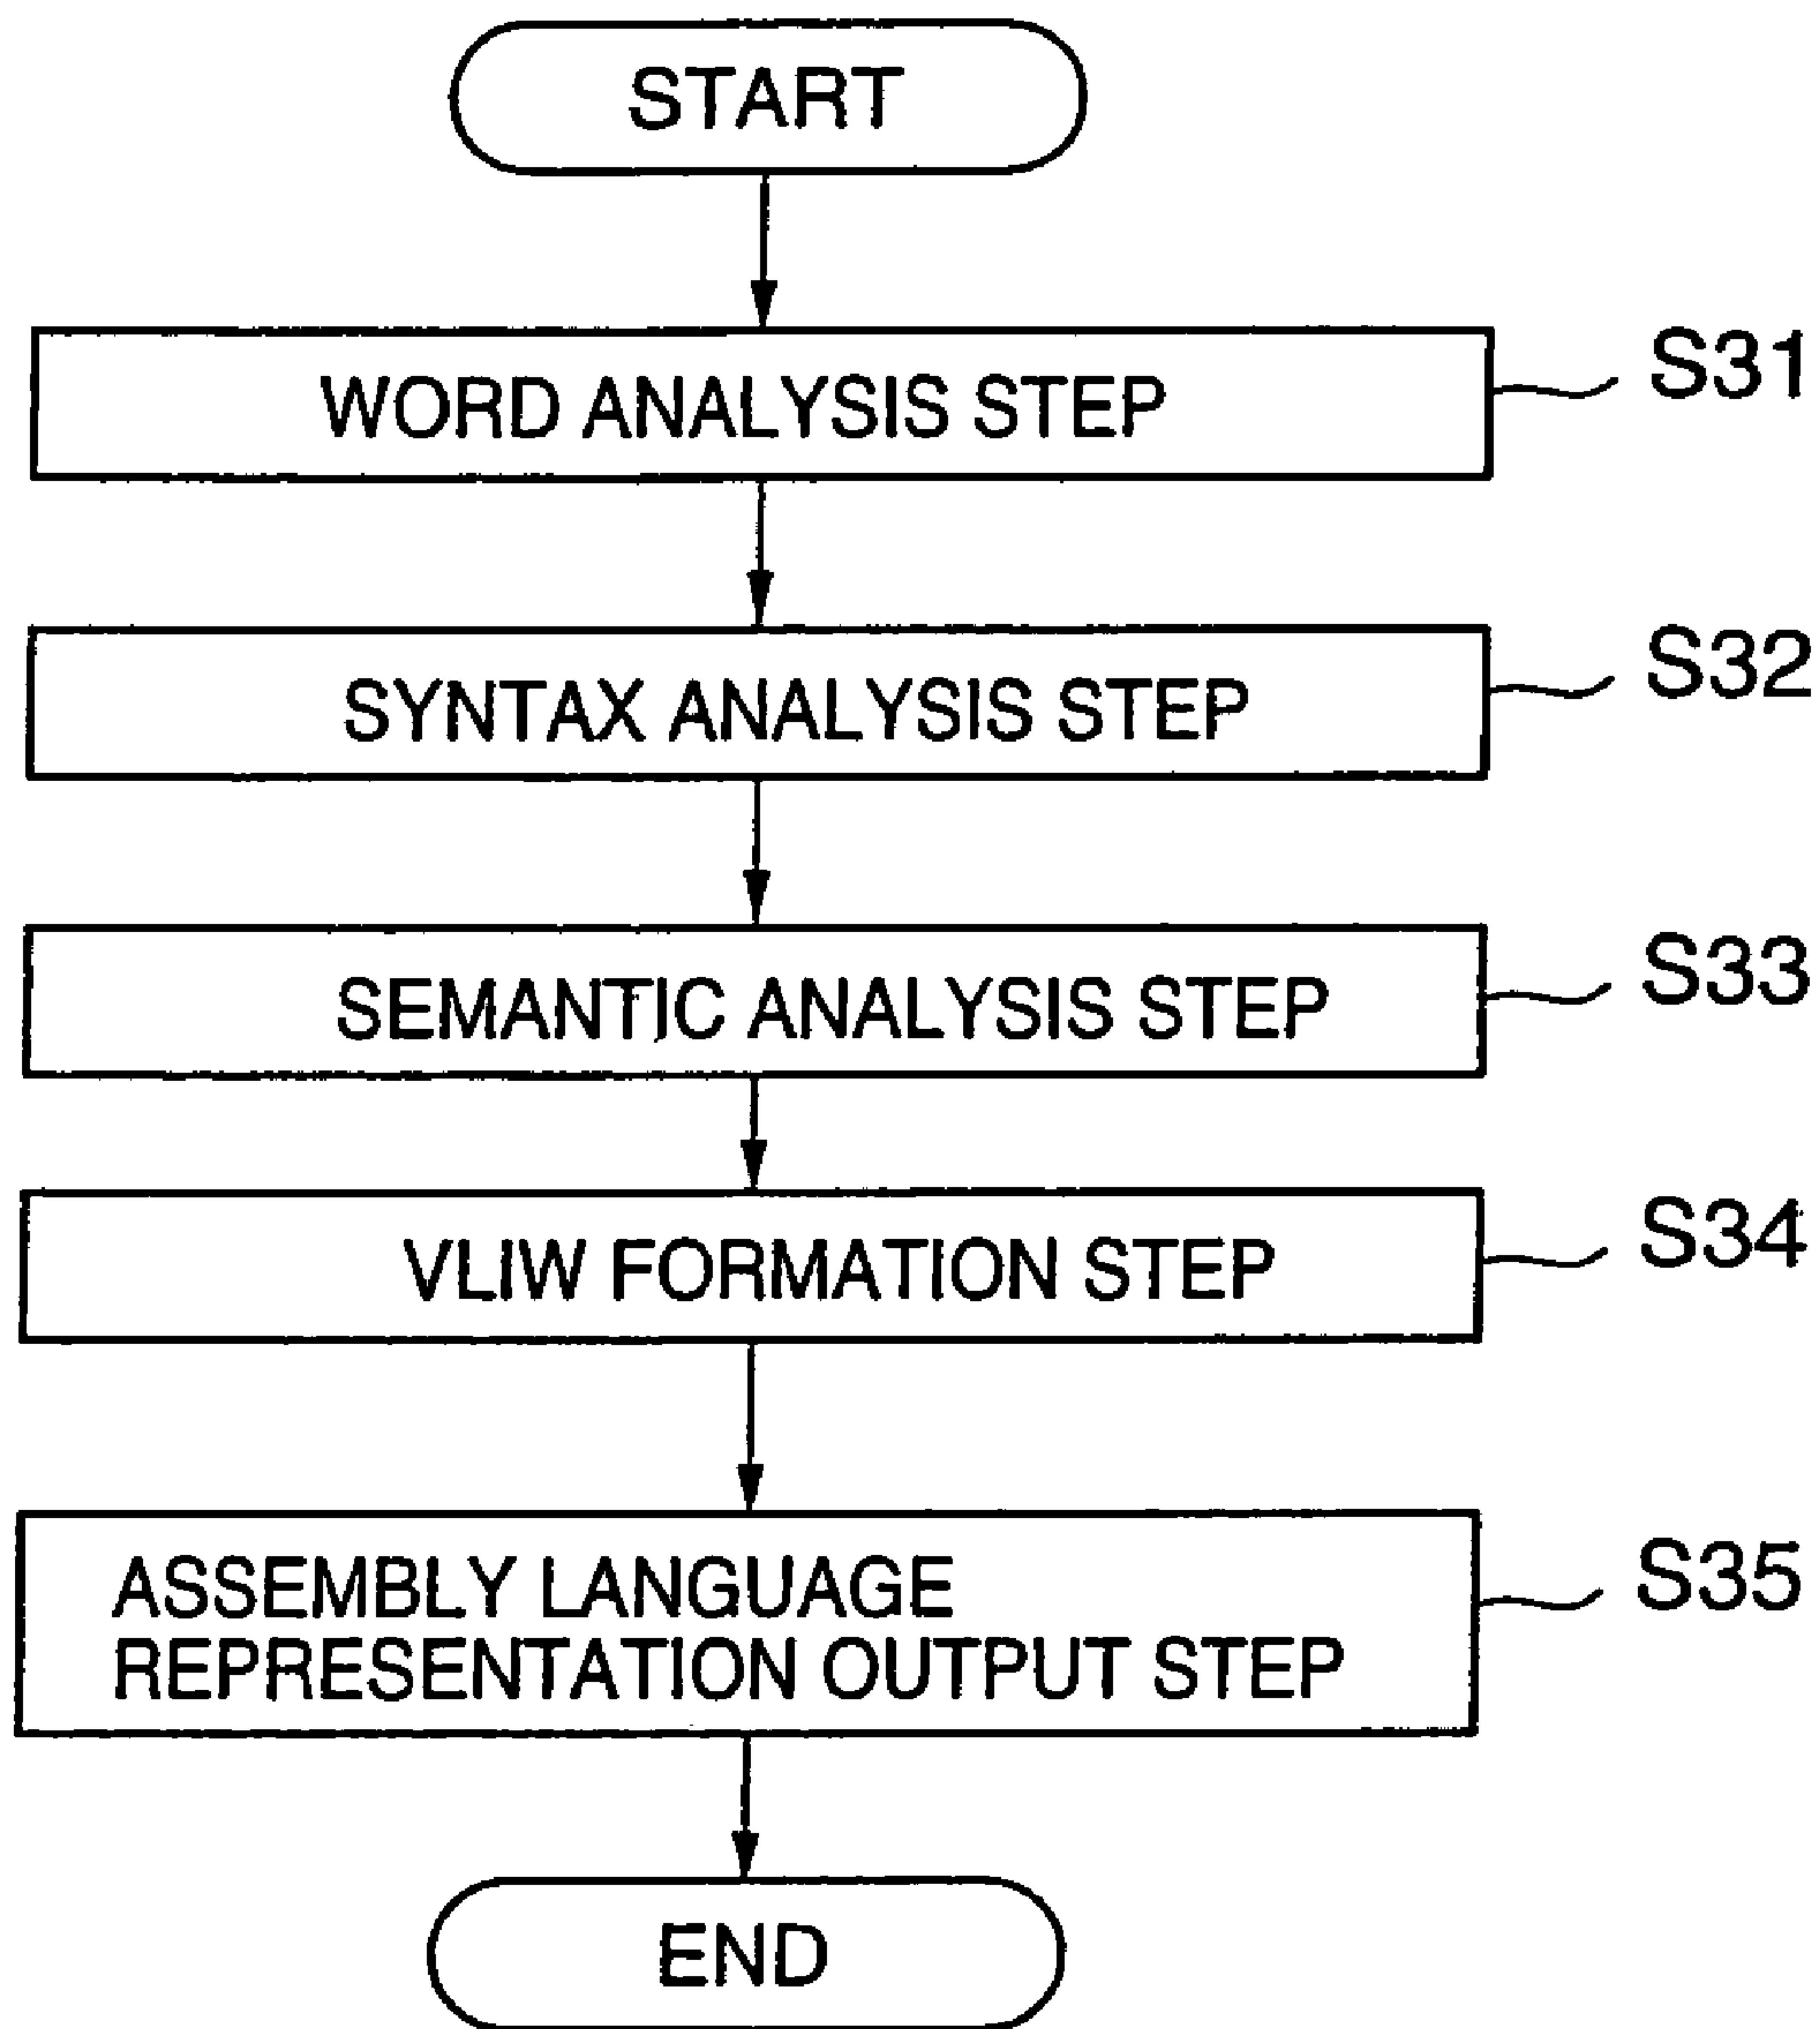 START
WORD ANALYSIS STEP
S31
SYNTAX ANALYSIS STEP
S32
SEMANTIC ANALYSIS STEP
S33
VLIW FORMATION STEP
S34
ASSEMBLY LANGUAGE
REPRESENTATION OUTPUT STEP
S35
END